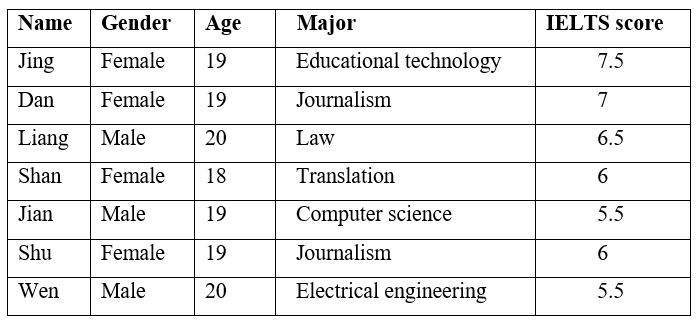 Name Gender Age Major IELTS score
Jing Female 19 Educational technology 7.5
Dan Female 19 Journalism 7
Liang Male 20 Law 6.5
Shan Female 18 Translation 6
Jian Male 19 Computer science 5.5
Shu Female 19 Journalism 6
Wen Male 20 Electrical engineering 5.5